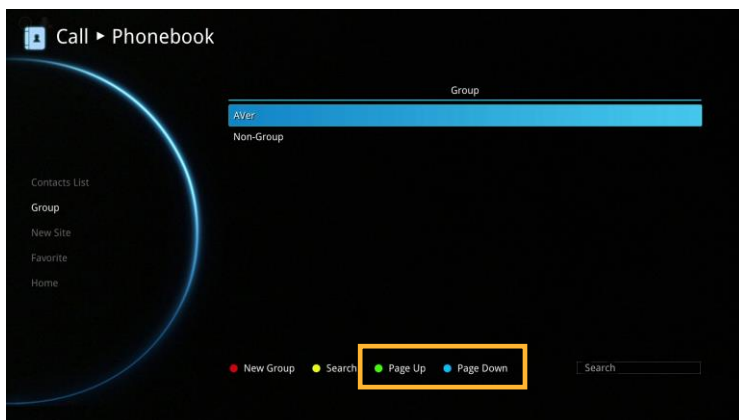 Call ▸ Phonebook
Group
AVer
Non-Group
Contacts List
Group
New Site
Favorite
Home
New Group Search Page Up Page Down Search